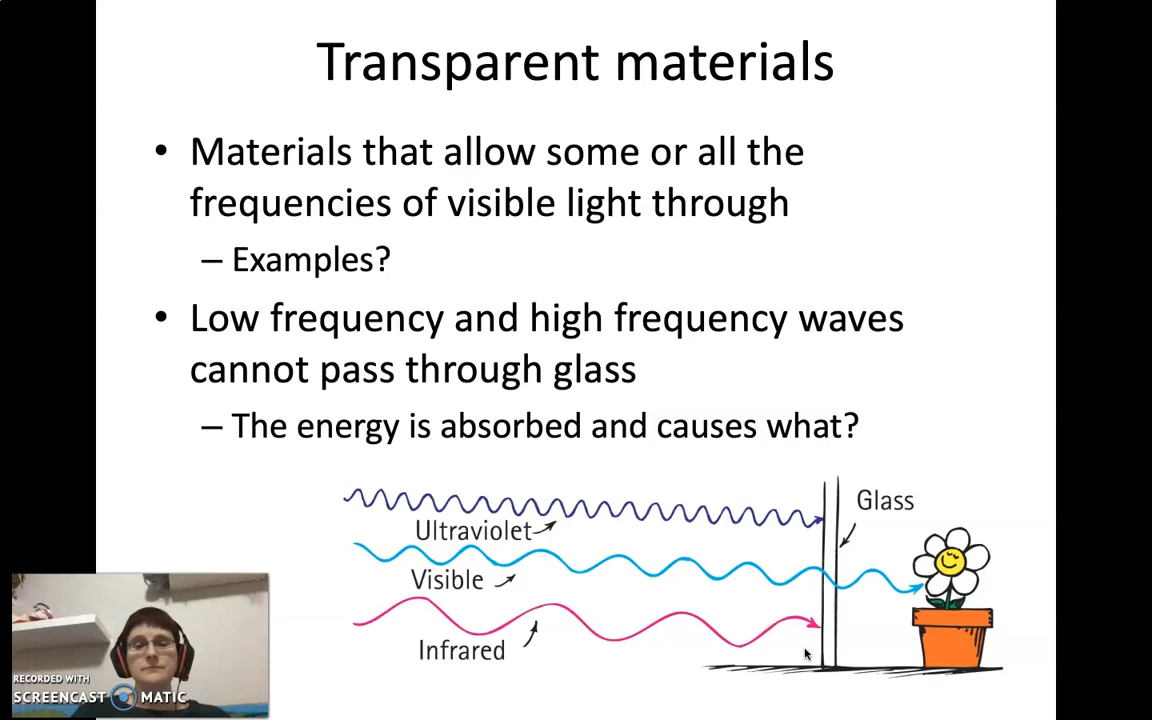 Transparent materials
• Materials that allow some or all the
frequencies of visible light through
– Examples?
• Low frequency and high frequency waves
cannot pass through glass
– The energy is absorbed and causes what?
Glass
Ultraviolet
Visible
Infrared
RECORDED WITH
SCREENCAST MATIC